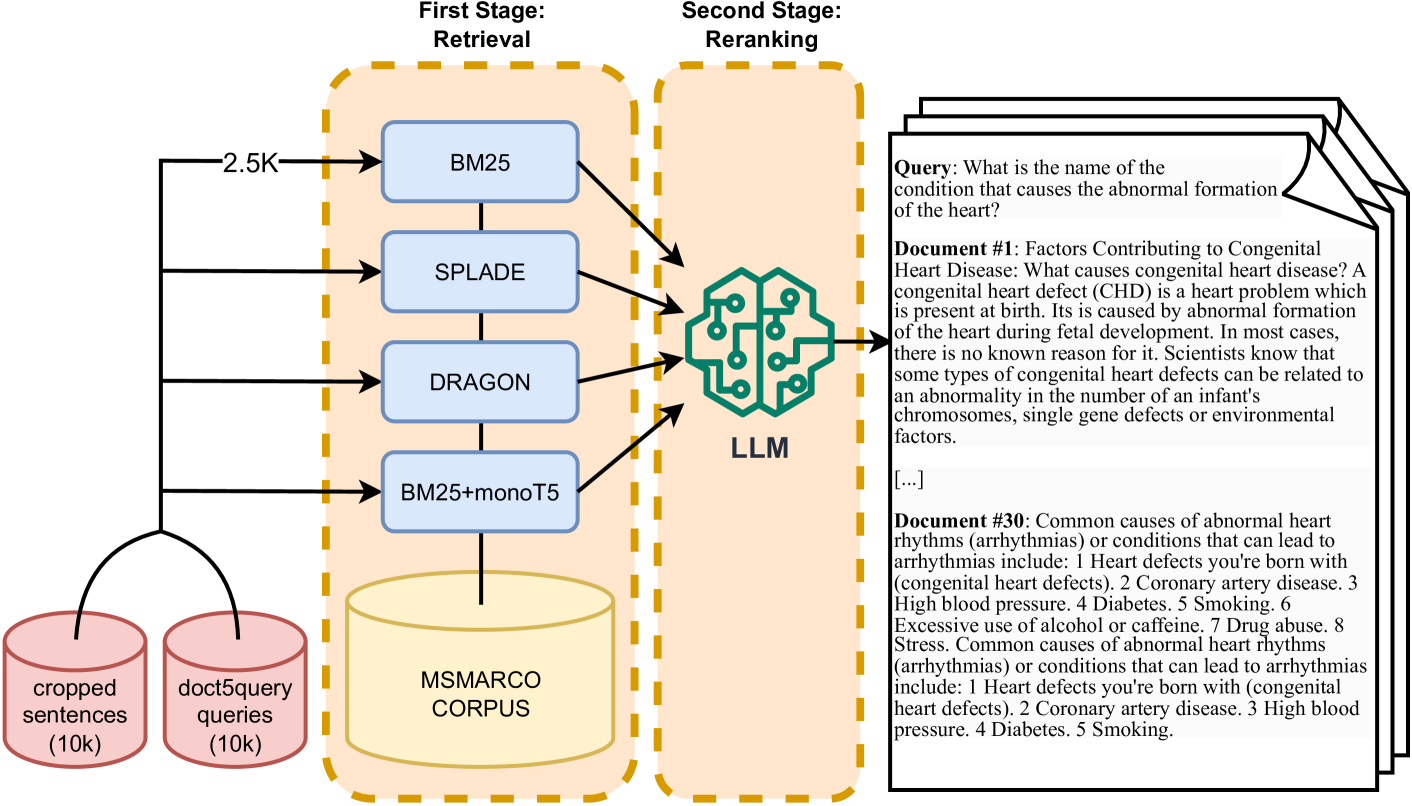 First Stage:
Retrieval
Second Stage:
Reranking
2.5K
BM25
SPLADE
DRAGON
BM25+monoT5
MSMARCO
CORPUS
cropped
sentences
(10k)
doct5query
queries
(10k)
LLM
Query: What is the name of the
condition that causes the abnormal formation
of the heart?
Document #1: Factors Contributing to Congenital
Heart Disease: What causes congenital heart disease? A
congenital heart defect (CHD) is a heart problem which
is present at birth. Its is caused by abnormal formation
of the heart during fetal development. In most cases,
there is no known reason for it. Scientists know that
some types of congenital heart defects can be related to
an abnormality in the number of an infant's
chromosomes, single gene defects or environmental
factors.
[...]
Document #30: Common causes of abnormal heart
rhythms (arrhythmias) or conditions that can lead to
arrhythmias include: 1 Heart defects you're born with
(congenital heart defects). 2 Coronary artery disease. 3
High blood pressure. 4 Diabetes. 5 Smoking. 6
Excessive use of alcohol or caffeine. 7 Drug abuse. 8
Stress. Common causes of abnormal heart rhythms
(arrhythmias) or conditions that can lead to arrhythmias
include: 1 Heart defects you're born with (congenital
heart defects). 2 Coronary artery disease. 3 High blood
pressure. 4 Diabetes. 5 Smoking.